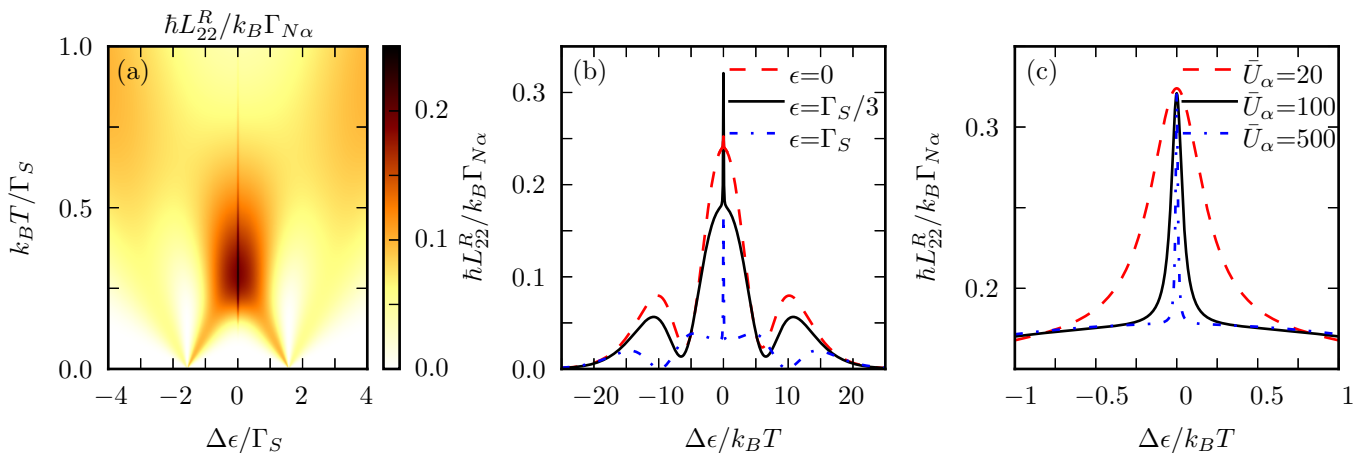 ħL^R_22/k_BΓ_Nα
(a)
k_BT/Γ_S
1.0
0.5
0.0
−4 −2 0 2 4
Δϵ/Γ_S
0.2
0.1
0.0
ħL^R_22/k_BΓ_Nα
(b)
ϵ=0
ϵ=Γ_S/3
ϵ=Γ_S
0.3
0.2
0.1
0.0
−20 −10 0 10 20
Δϵ/k_BT
ħL^R_22/k_BΓ_Nα
(c)
Ū_α=20
Ū_α=100
Ū_α=500
0.3
0.2
−1 −0.5 0 0.5 1
Δϵ/k_BT